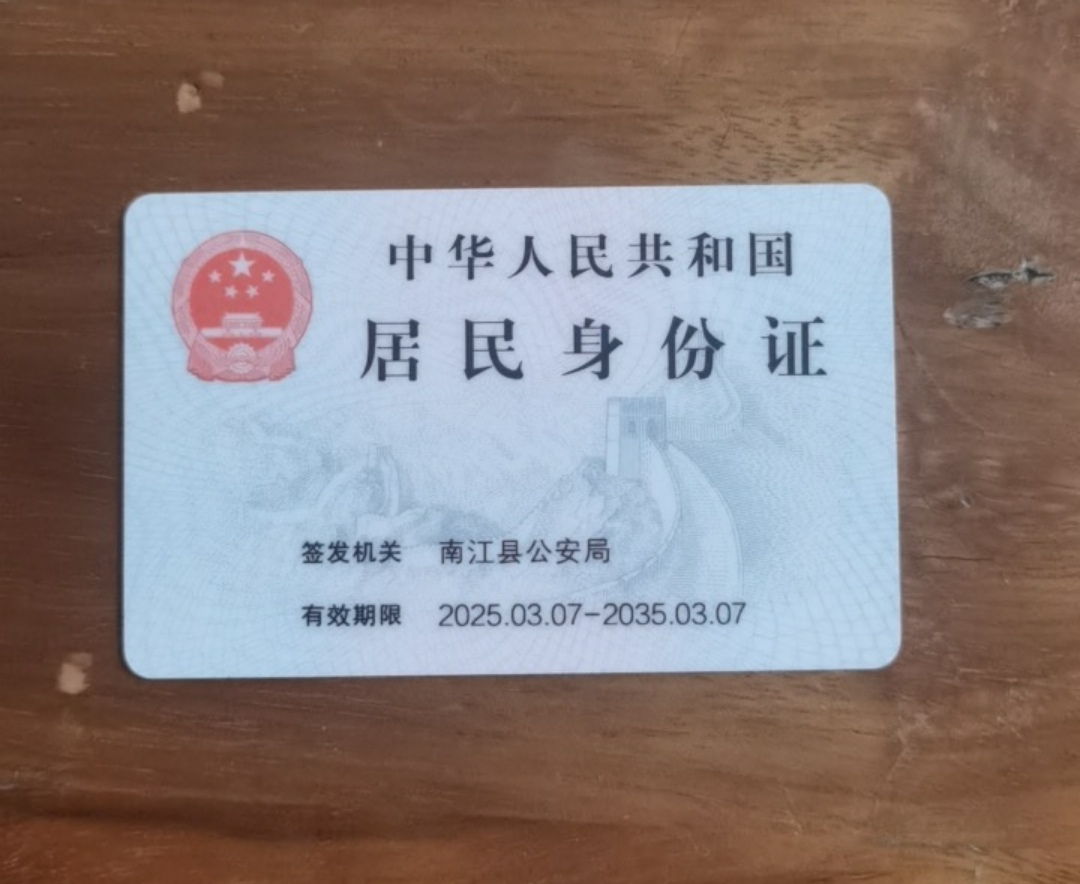 中华人民共和国
居民身份证
签发机关 南江县公安局
有效期限 2025.03.07-2035.03.07